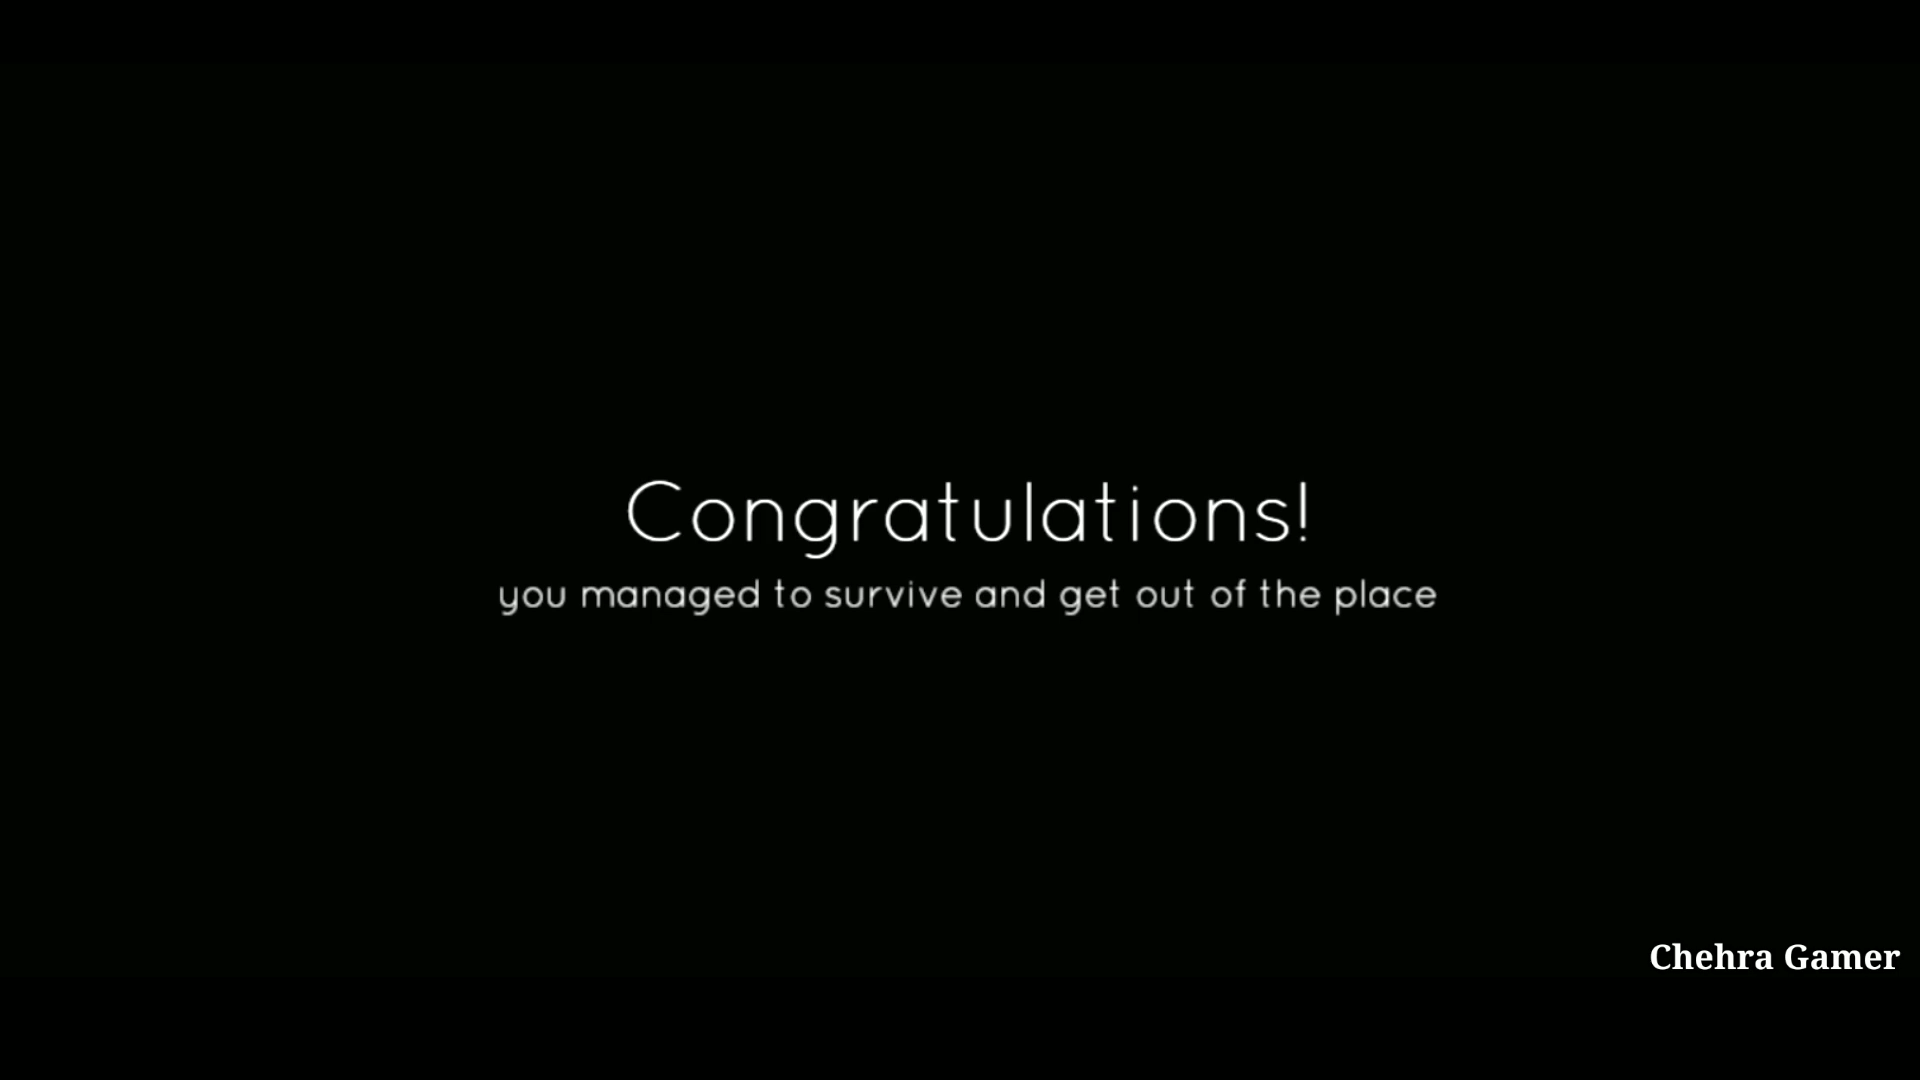 Congratulations!
you managed to survive and get out of the place
Chehra Gamer